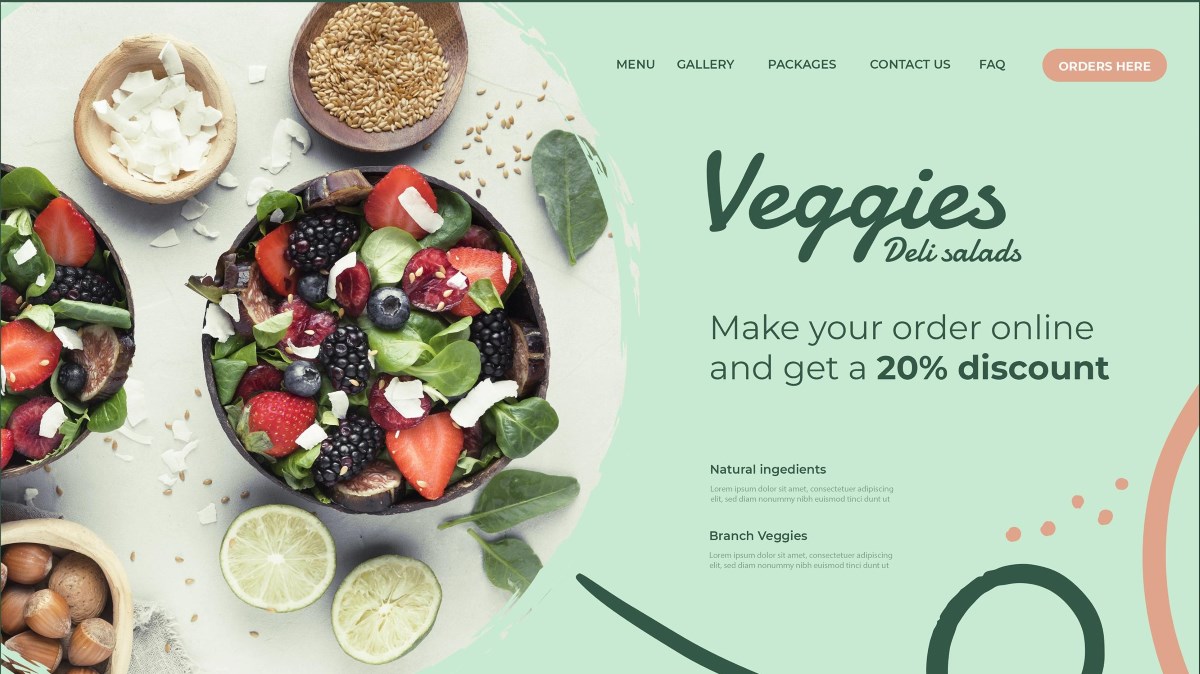 MENU GALLERY PACKAGES CONTACT US FAQ ORDERS HERE
Veggies
Deli salads
Make your order online
and get a 20% discount
Natural ingedients
Lorem ipsum dolor sit amet, consectetuer adipiscing
elit, sed diam nonummy nibh euismod tinci dunt ut
Branch Veggies
Lorem ipsum dolor sit amet, consectetuer adipiscing
elit, sed diam nonummy nibh euismod tinci dunt ut